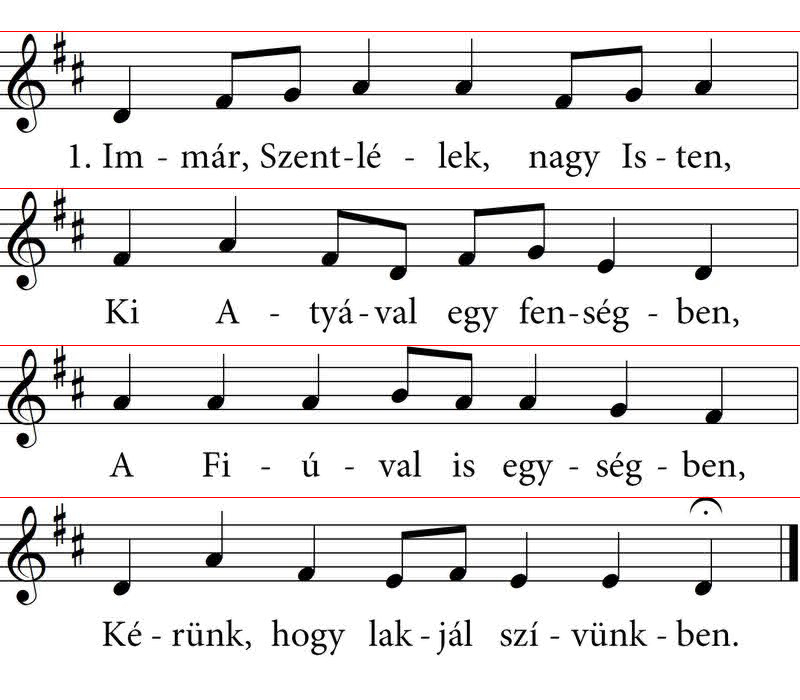 1. Im - már, Szent - lé - lek, nagy Is - ten,
Ki A - tyá - val egy fen - ség - ben,
A Fi - ú - val is egy - ség - ben,
Ké - rünk, hogy lak - jál szí - vünk - ben.